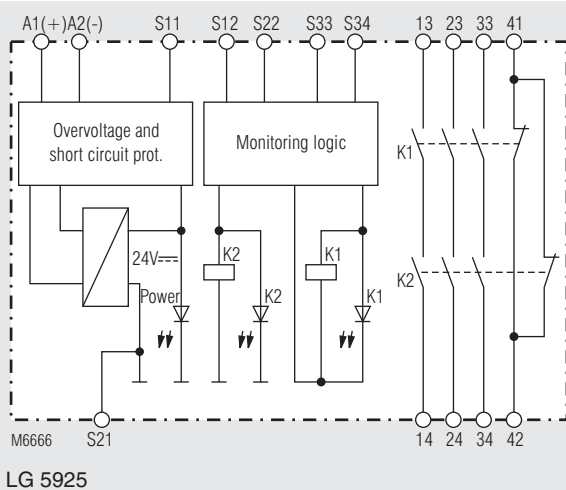 A1(+) A2(-) S11 S12 S22 S33 S34 13 23 33 41
Overvoltage and
short circuit prot.
Monitoring logic
K1
24V
K2
K1
Power
K2
K1
K2
M6666 S21 14 24 34 42
LG 5925